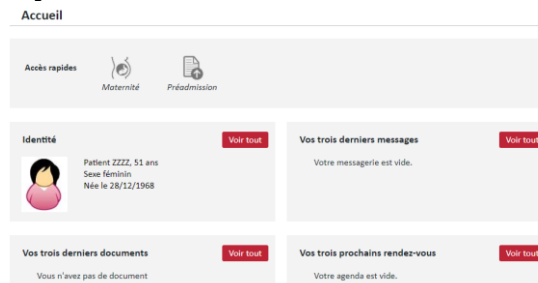 Accueil
Accès rapides
Maternité
Préadmission
Identité
Voir tout
Patient ZZZZ, 51 ans
Sexe féminin
Née le 28/12/1968
Vos trois derniers messages
Voir tout
Votre messagerie est vide.
Vos trois derniers documents
Voir tout
Vous n'avez pas de document
Vos trois prochains rendez-vous
Voir tout
Votre agenda est vide.